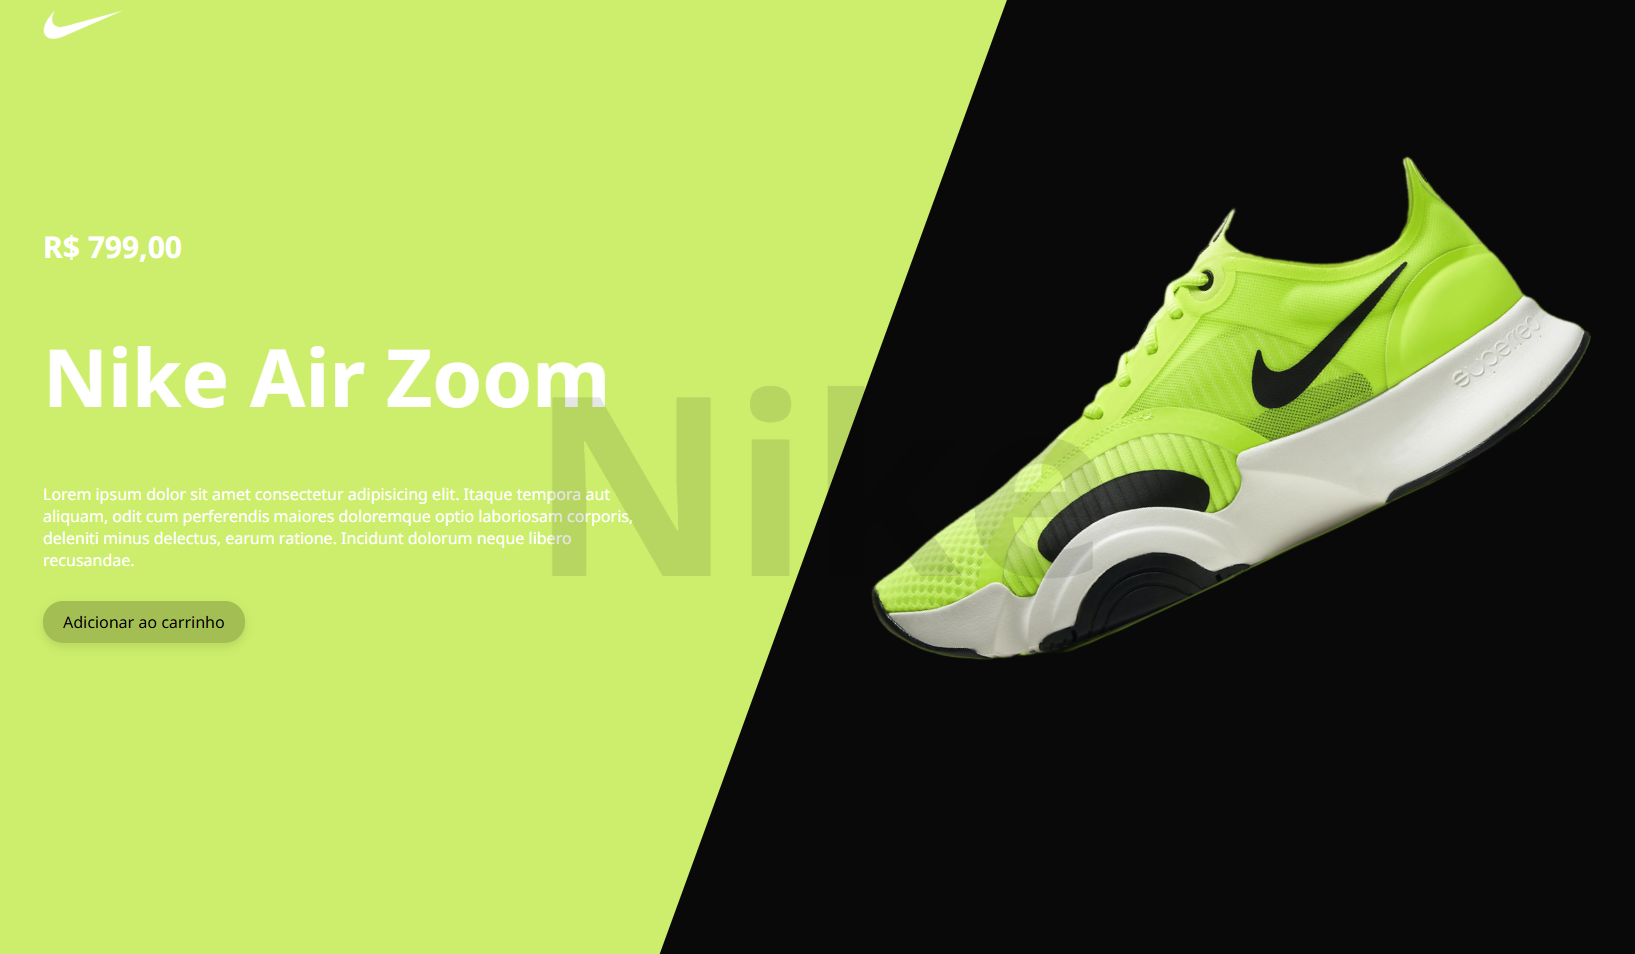 R$ 799,00
Nike Air Zoom
Nike
Lorem ipsum dolor sit amet consectetur adipisicing elit. Itaque tempora aut
aliquam, odit cum perferendis maiores doloremque optio laboriosam corporis,
deleniti minus delectus, earum ratione. Incidunt dolorum neque libero
recusandae.
Adicionar ao carrinho
superrep